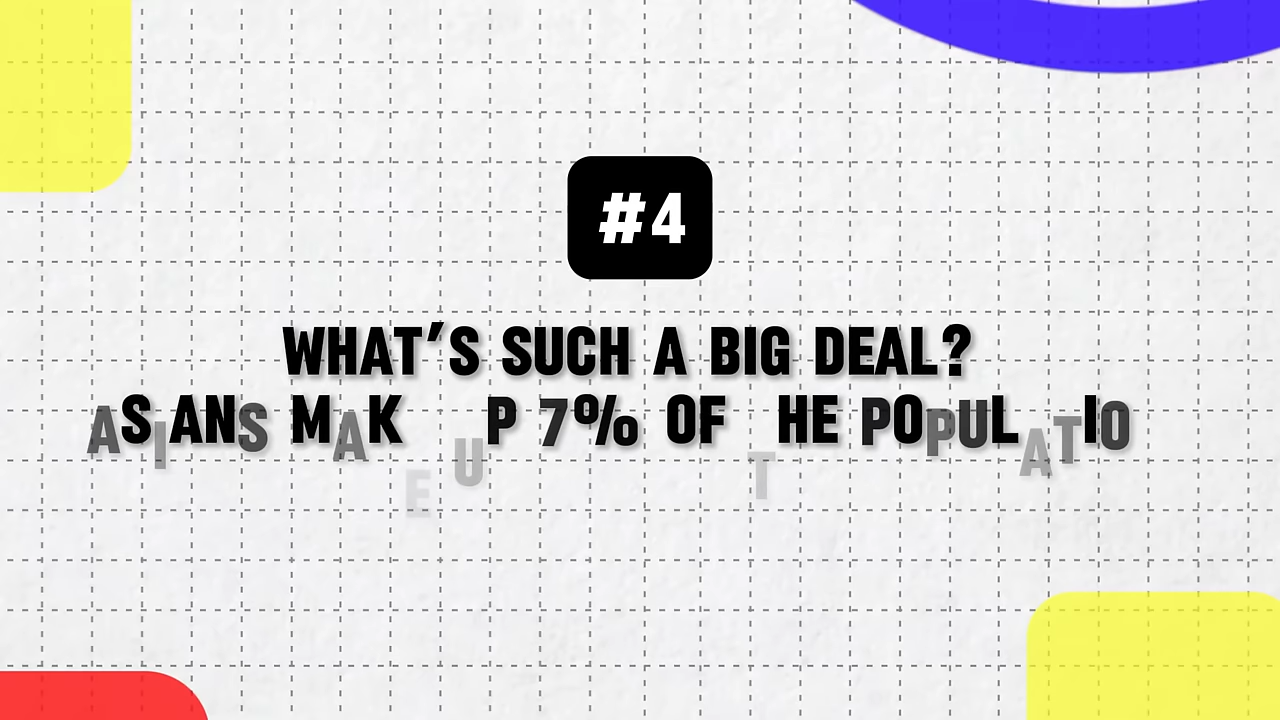 #4
WHAT'S SUCH A BIG DEAL?
ASIANS MAKE UP 7% OF THE POPULATIO